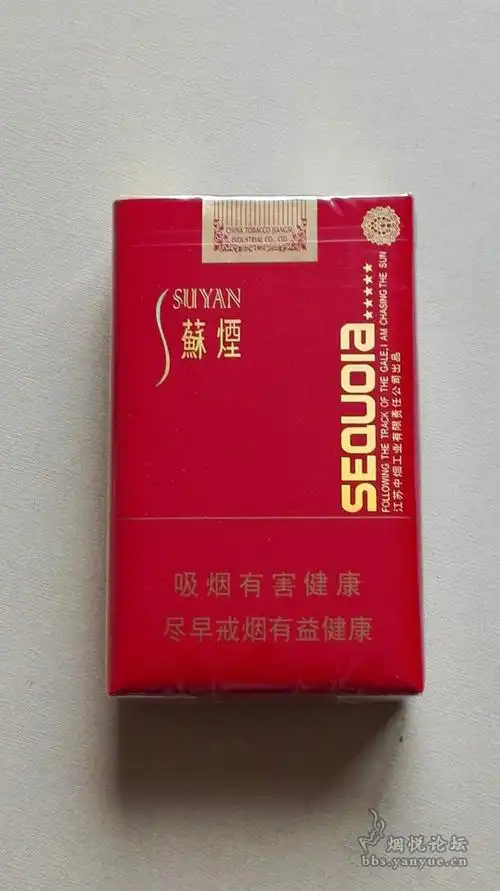 CHINA TOBACCO JIANGSU
INDUSTRIAL CO., LTD.
SUYAN
蘇煙
SEQUOIA
★★★★★
FOLLOWING THE TRACK OF THE GALE, I AM CHASING THE SUN
江苏中烟工业有限责任公司出品
吸烟有害健康
尽早戒烟有益健康
烟悦论坛
bbs.yanyue.cn